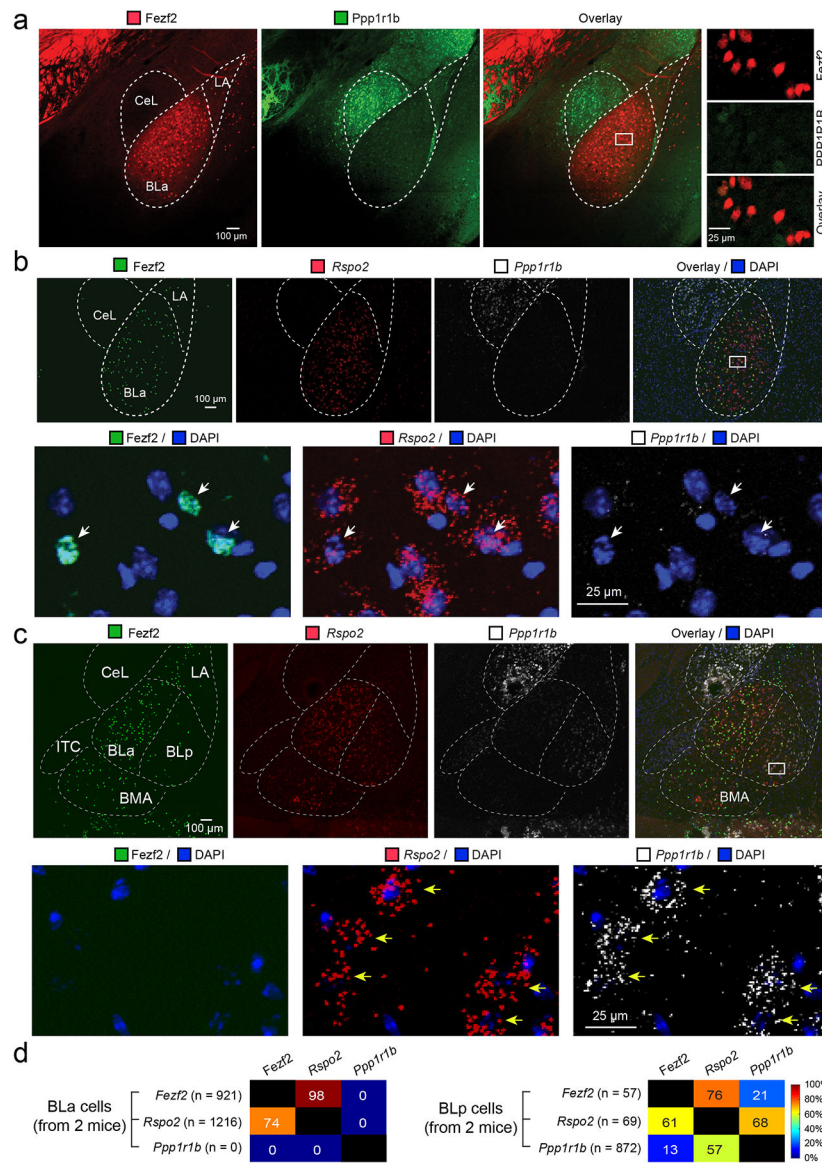 a
Fezf2
Ppp1r1b
Overlay
CeL
LA
BLa
100 µm
Fezf2
PPP1R1B
Overlay
25 µm
b
Fezf2
Rspo2
Ppp1r1b
Overlay / DAPI
CeL
LA
BLa
100 µm
Fezf2 / DAPI
Rspo2 / DAPI
Ppp1r1b / DAPI
25 µm
c
Fezf2
Rspo2
Ppp1r1b
Overlay / DAPI
CeL
LA
ITC
BLa
BLp
BMA
100 µm
BMA
Fezf2 / DAPI
Rspo2 / DAPI
Ppp1r1b / DAPI
25 µm
d
Fezf2 Rspo2 Ppp1r1b
BLa cells
(from 2 mice)
Fezf2 (n = 921) 98 0
Rspo2 (n = 1216) 74 0
Ppp1r1b (n = 0) 0 0
Fezf2 Rspo2 Ppp1r1b
BLp cells
(from 2 mice)
Fezf2 (n = 57) 76 21
Rspo2 (n = 69) 61 68
Ppp1r1b (n = 872) 13 57
100%
80%
60%
40%
20%
0%